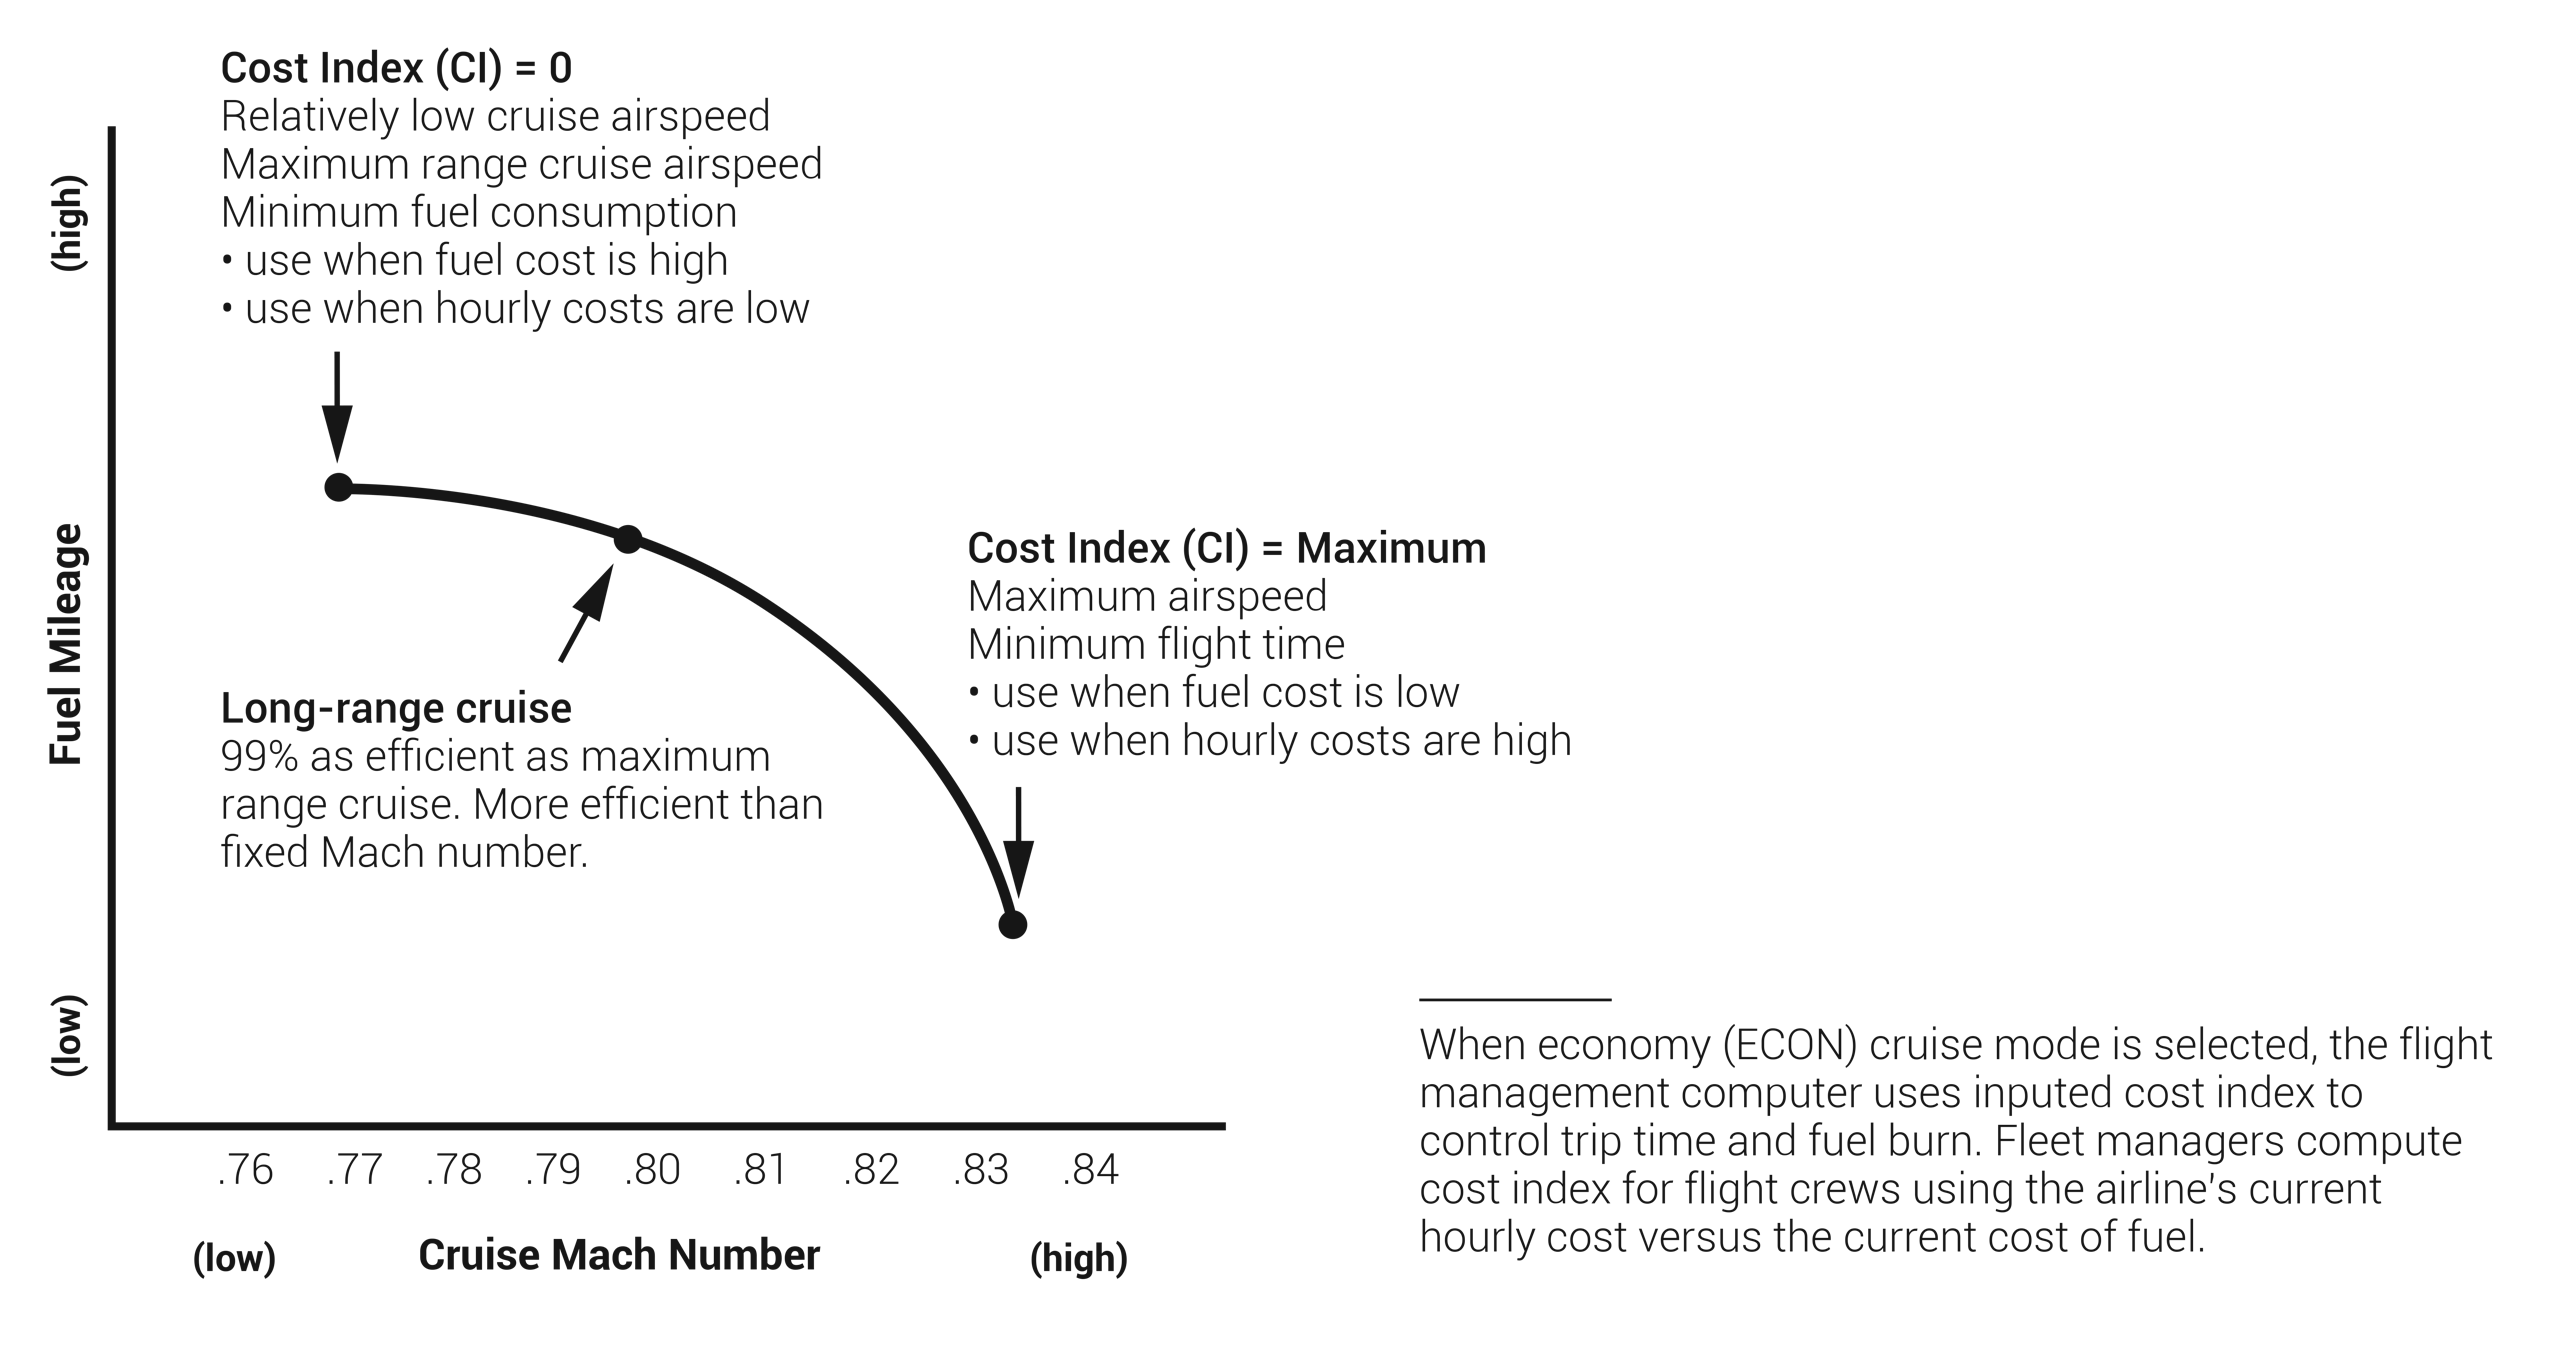 Cost Index (CI) = 0
Relatively low cruise airspeed
Maximum range cruise airspeed
Minimum fuel consumption
• use when fuel cost is high
• use when hourly costs are low
(high)
Fuel Mileage
(low)
Long-range cruise
99% as efficient as maximum
range cruise. More efficient than
fixed Mach number.
Cost Index (CI) = Maximum
Maximum airspeed
Minimum flight time
• use when fuel cost is low
• use when hourly costs are high
.76 .77 .78 .79 .80 .81 .82 .83 .84
(low) Cruise Mach Number (high)
When economy (ECON) cruise mode is selected, the flight
management computer uses inputed cost index to
control trip time and fuel burn. Fleet managers compute
cost index for flight crews using the airline's current
hourly cost versus the current cost of fuel.